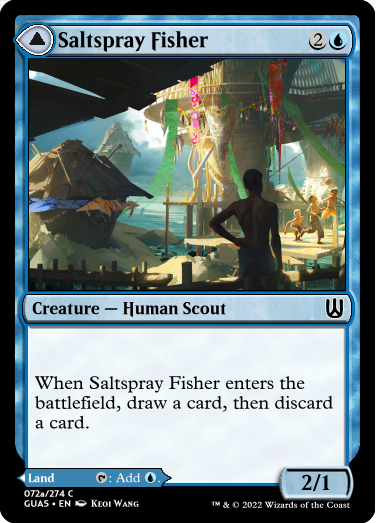 Saltspray Fisher 2
Creature — Human Scout
When Saltspray Fisher enters the
battlefield, draw a card, then discard
a card.
Land : Add .
2/1
072a/274 C
GUA5 • EN Keoi Wang
™ & © 2022 Wizards of the Coast